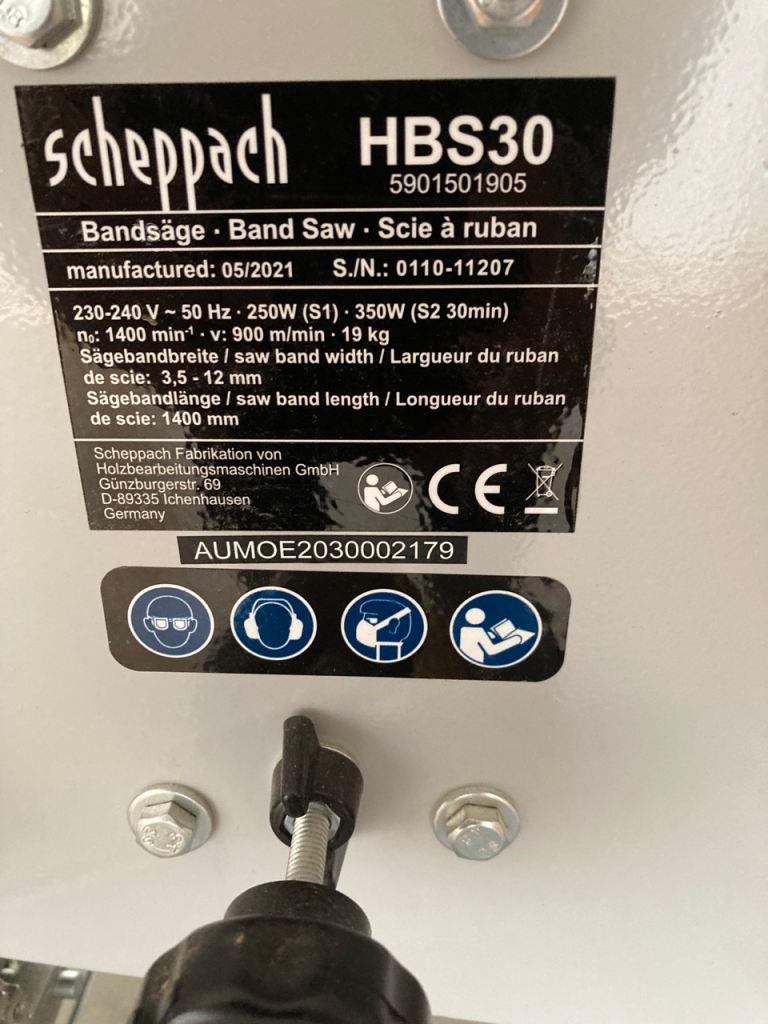 scheppach
HBS30
5901501905
Bandsäge · Band Saw · Scie à ruban
manufactured: 05/2021 S./N.: 0110-11207
230-240 V ~ 50 Hz · 250W (S1) · 350W (S2 30min)
n₀: 1400 min⁻¹ · v: 900 m/min · 19 kg
Sägebandbreite / saw band width / Largueur du ruban
de scie: 3,5 - 12 mm
Sägebandlänge / saw band length / Longueur du ruban
de scie: 1400 mm
Scheppach Fabrikation von
Holzbearbeitungsmaschinen GmbH
Günzburgerstr. 69
D-89335 Ichenhausen
Germany
CE
AUMOE2030002179